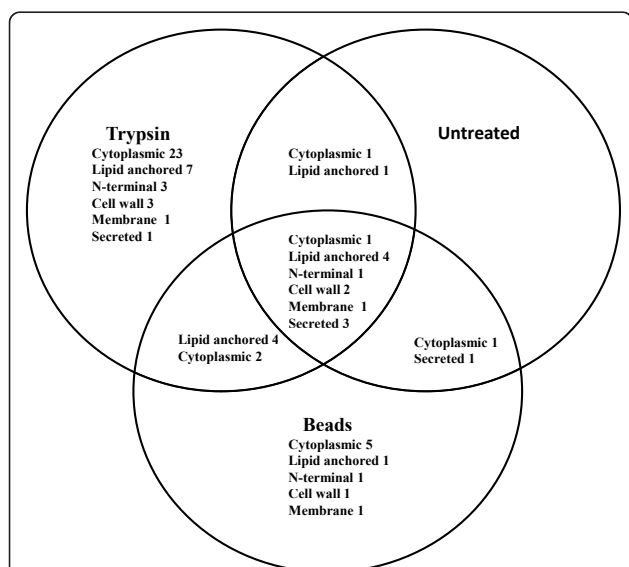 Trypsin
Cytoplasmic 23
Lipid anchored 7
N-terminal 3
Cell wall 3
Membrane 1
Secreted 1
Cytoplasmic 1
Lipid anchored 1
Untreated
Cytoplasmic 1
Lipid anchored 4
N-terminal 1
Cell wall 2
Membrane 1
Secreted 3
Lipid anchored 4
Cytoplasmic 2
Cytoplasmic 1
Secreted 1
Beads
Cytoplasmic 5
Lipid anchored 1
N-terminal 1
Cell wall 1
Membrane 1